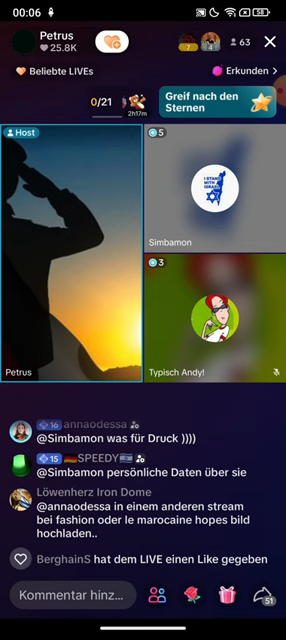 00:06
58
Petrus
25.8K
7
4
63
Beliebte LIVEs
Erkunden
0/21
2h17m
Greif nach den
Sternen
Host
5
I STAND
WITH
ISRAEL
Simbamon
3
Petrus
Typisch Andy!
16 annaodessa
@Simbamon was für Druck ))))
15 SPEEDY
@Simbamon persönliche Daten über sie
Löwenherz Iron Dome
@annaodessa in einem anderen stream
bei fashion oder le marocaine hopes bild
hochladen..
BerghainS hat dem LIVE einen Like gegeben
Kommentar hinz...
51